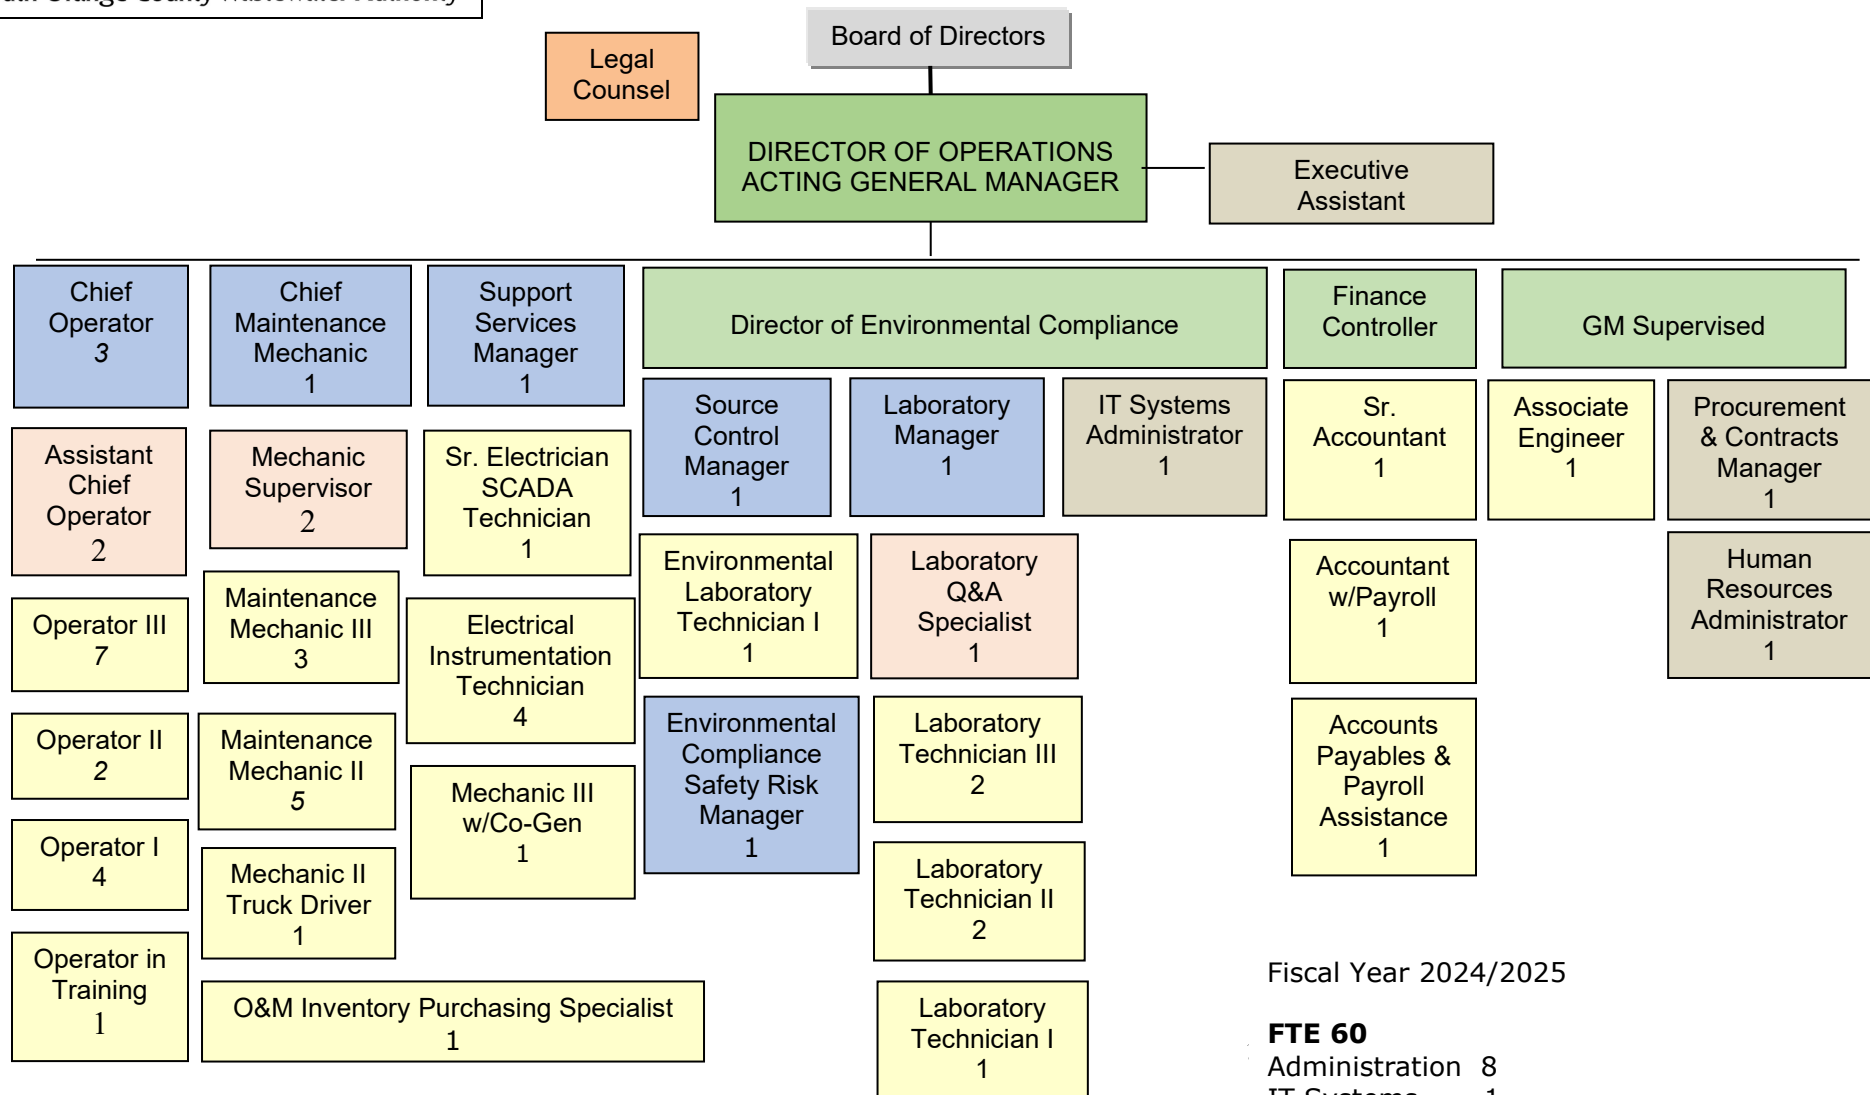 Orange County Wastewater Authority
Board of Directors
Legal
Counsel
DIRECTOR OF OPERATIONS
ACTING GENERAL MANAGER
Executive
Assistant
Chief
Operator
3
Chief
Maintenance
Mechanic
1
Support
Services
Manager
1
Director of Environmental Compliance
Finance
Controller
GM Supervised
Source
Control
Manager
1
Laboratory
Manager
1
IT Systems
Administrator
1
Sr.
Accountant
1
Associate
Engineer
1
Procurement
& Contracts
Manager
1
Assistant
Chief
Operator
2
Mechanic
Supervisor
2
Sr. Electrician
SCADA
Technician
1
Environmental
Laboratory
Technician I
1
Laboratory
Q&A
Specialist
1
Accountant
w/Payroll
1
Human
Resources
Administrator
1
Operator III
7
Maintenance
Mechanic III
3
Electrical
Instrumentation
Technician
4
Environmental
Compliance
Safety Risk
Manager
1
Laboratory
Technician III
2
Accounts
Payables &
Payroll
Assistance
1
Operator II
2
Maintenance
Mechanic II
5
Mechanic III
w/Co-Gen
1
Operator I
4
Mechanic II
Truck Driver
1
Laboratory
Technician II
2
Operator in
Training
1
O&M Inventory Purchasing Specialist
1
Laboratory
Technician I
1
Fiscal Year 2024/2025
FTE 60
Administration 8
IT Systems 1